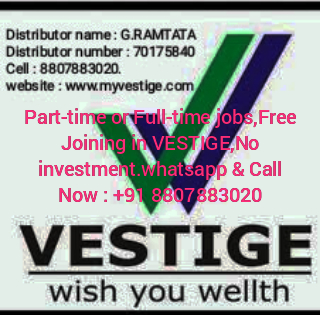 Distributor name : G.RAMTATA
Distributor number : 70175840
Cell : 8807883020.
website : www.myvestige.com
Part-time or Full-time jobs,Free
Joining in VESTIGE,No
investment.whatsapp & Call
Now : +91 8807883020
VESTIGE
wish you wellth